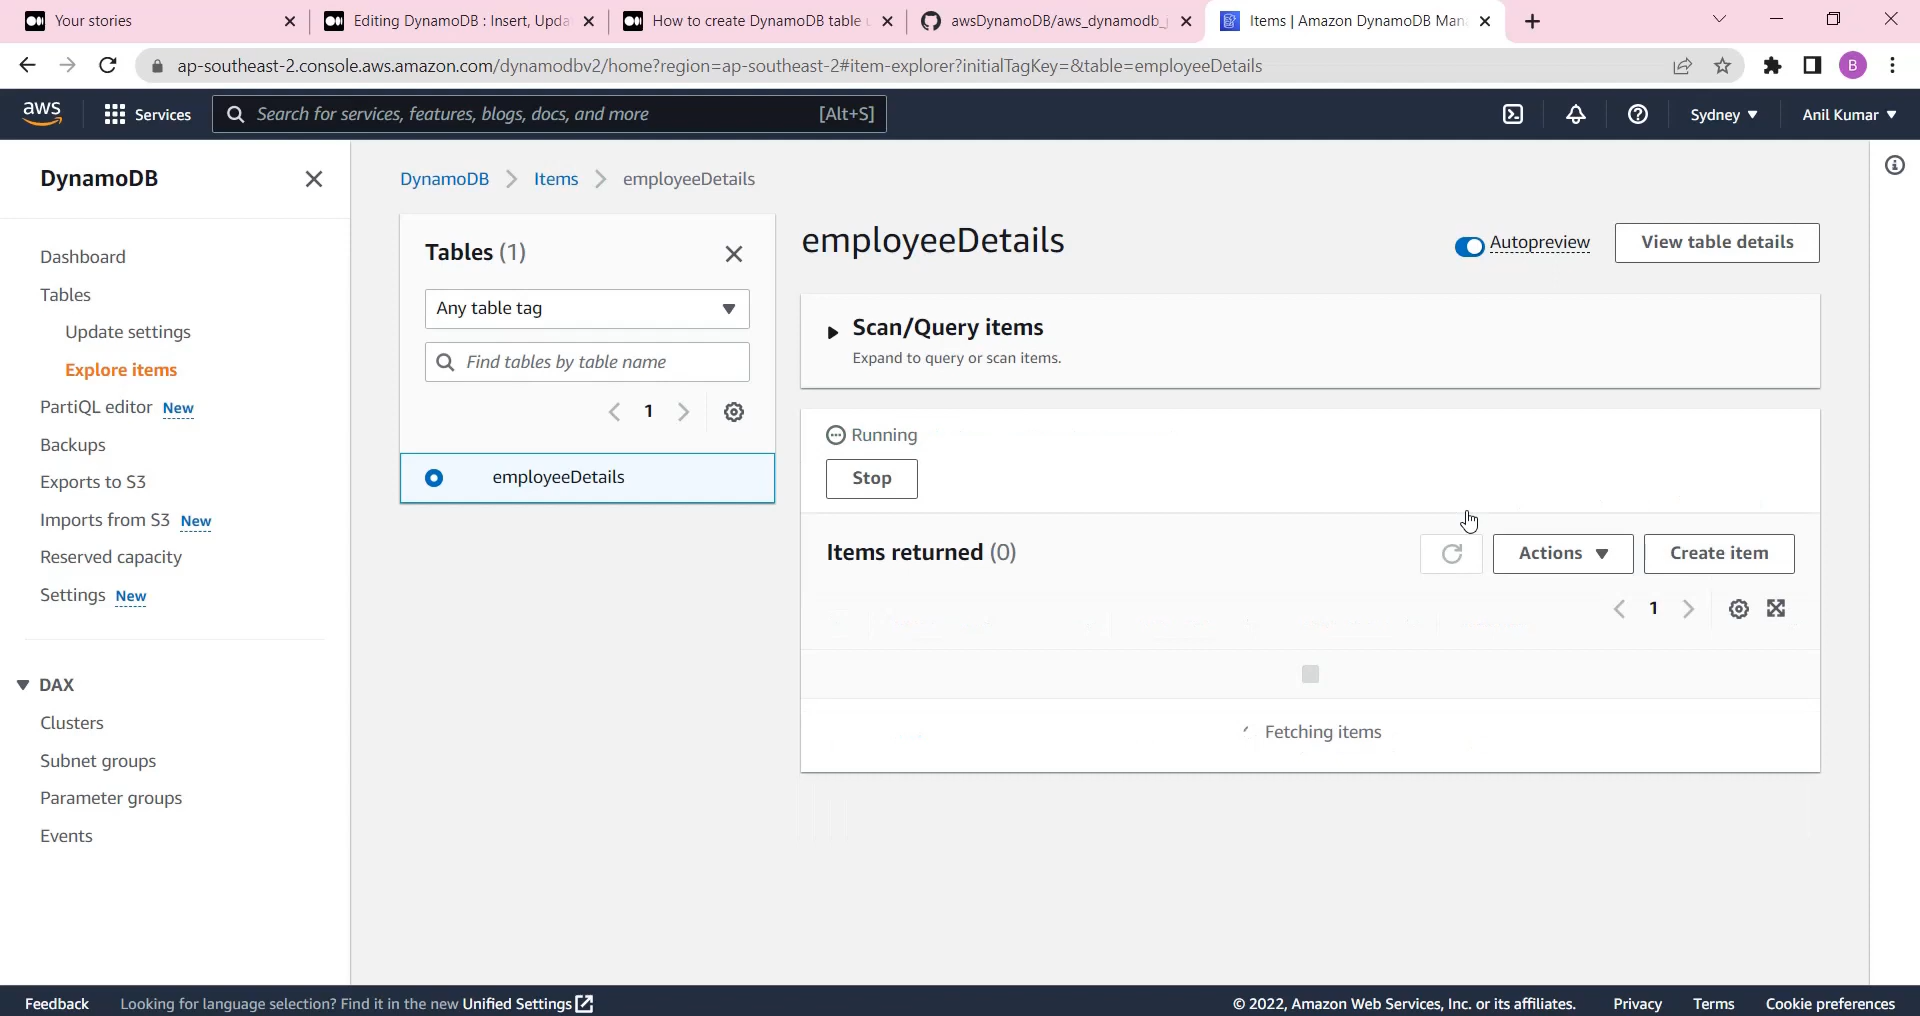 Your stories
Editing DynamoDB : Insert, Upda
How to create DynamoDB table
awsDynamoDB/aws_dynamodb_
Items | Amazon DynamoDB Man
ap-southeast-2.console.aws.amazon.com/dynamodbv2/home?region=ap-southeast-2#item-explorer?initialTagKey=&table=employeeDetails
B
aws
Services
Search for services, features, blogs, docs, and more
[Alt+S]
Sydney ▼
Anil Kumar ▼
DynamoDB
Dashboard
Tables
Update settings
Explore items
PartiQL editor New
Backups
Exports to S3
Imports from S3 New
Reserved capacity
Settings New
DAX
Clusters
Subnet groups
Parameter groups
Events
DynamoDB > Items > employeeDetails
Tables (1)
Any table tag
Find tables by table name
1
employeeDetails
employeeDetails
Autopreview
View table details
Scan/Query items
Expand to query or scan items.
Running
Stop
Items returned (0)
Actions ▼
Create item
1
Fetching items
Feedback
Looking for language selection? Find it in the new Unified Settings
© 2022, Amazon Web Services, Inc. or its affiliates.
Privacy
Terms
Cookie preferences